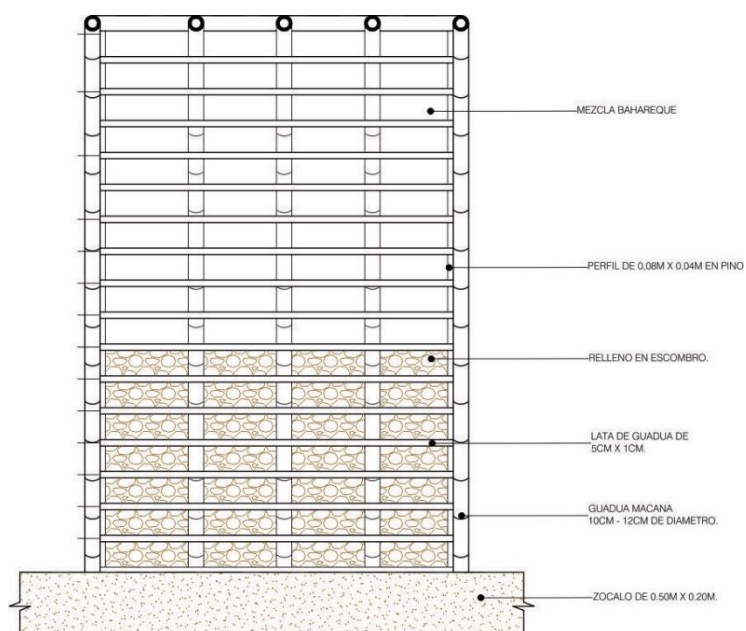 MEZCLA BAHAREQUE
PERFIL DE 0,08M X 0,04M EN PINO
RELLENO EN ESCOMBRO.
LATA DE GUADUA DE
5CM X 1CM.
GUADUA MACANA
10CM - 12CM DE DIAMETRO.
ZOCALO DE 0.50M X 0.20M.